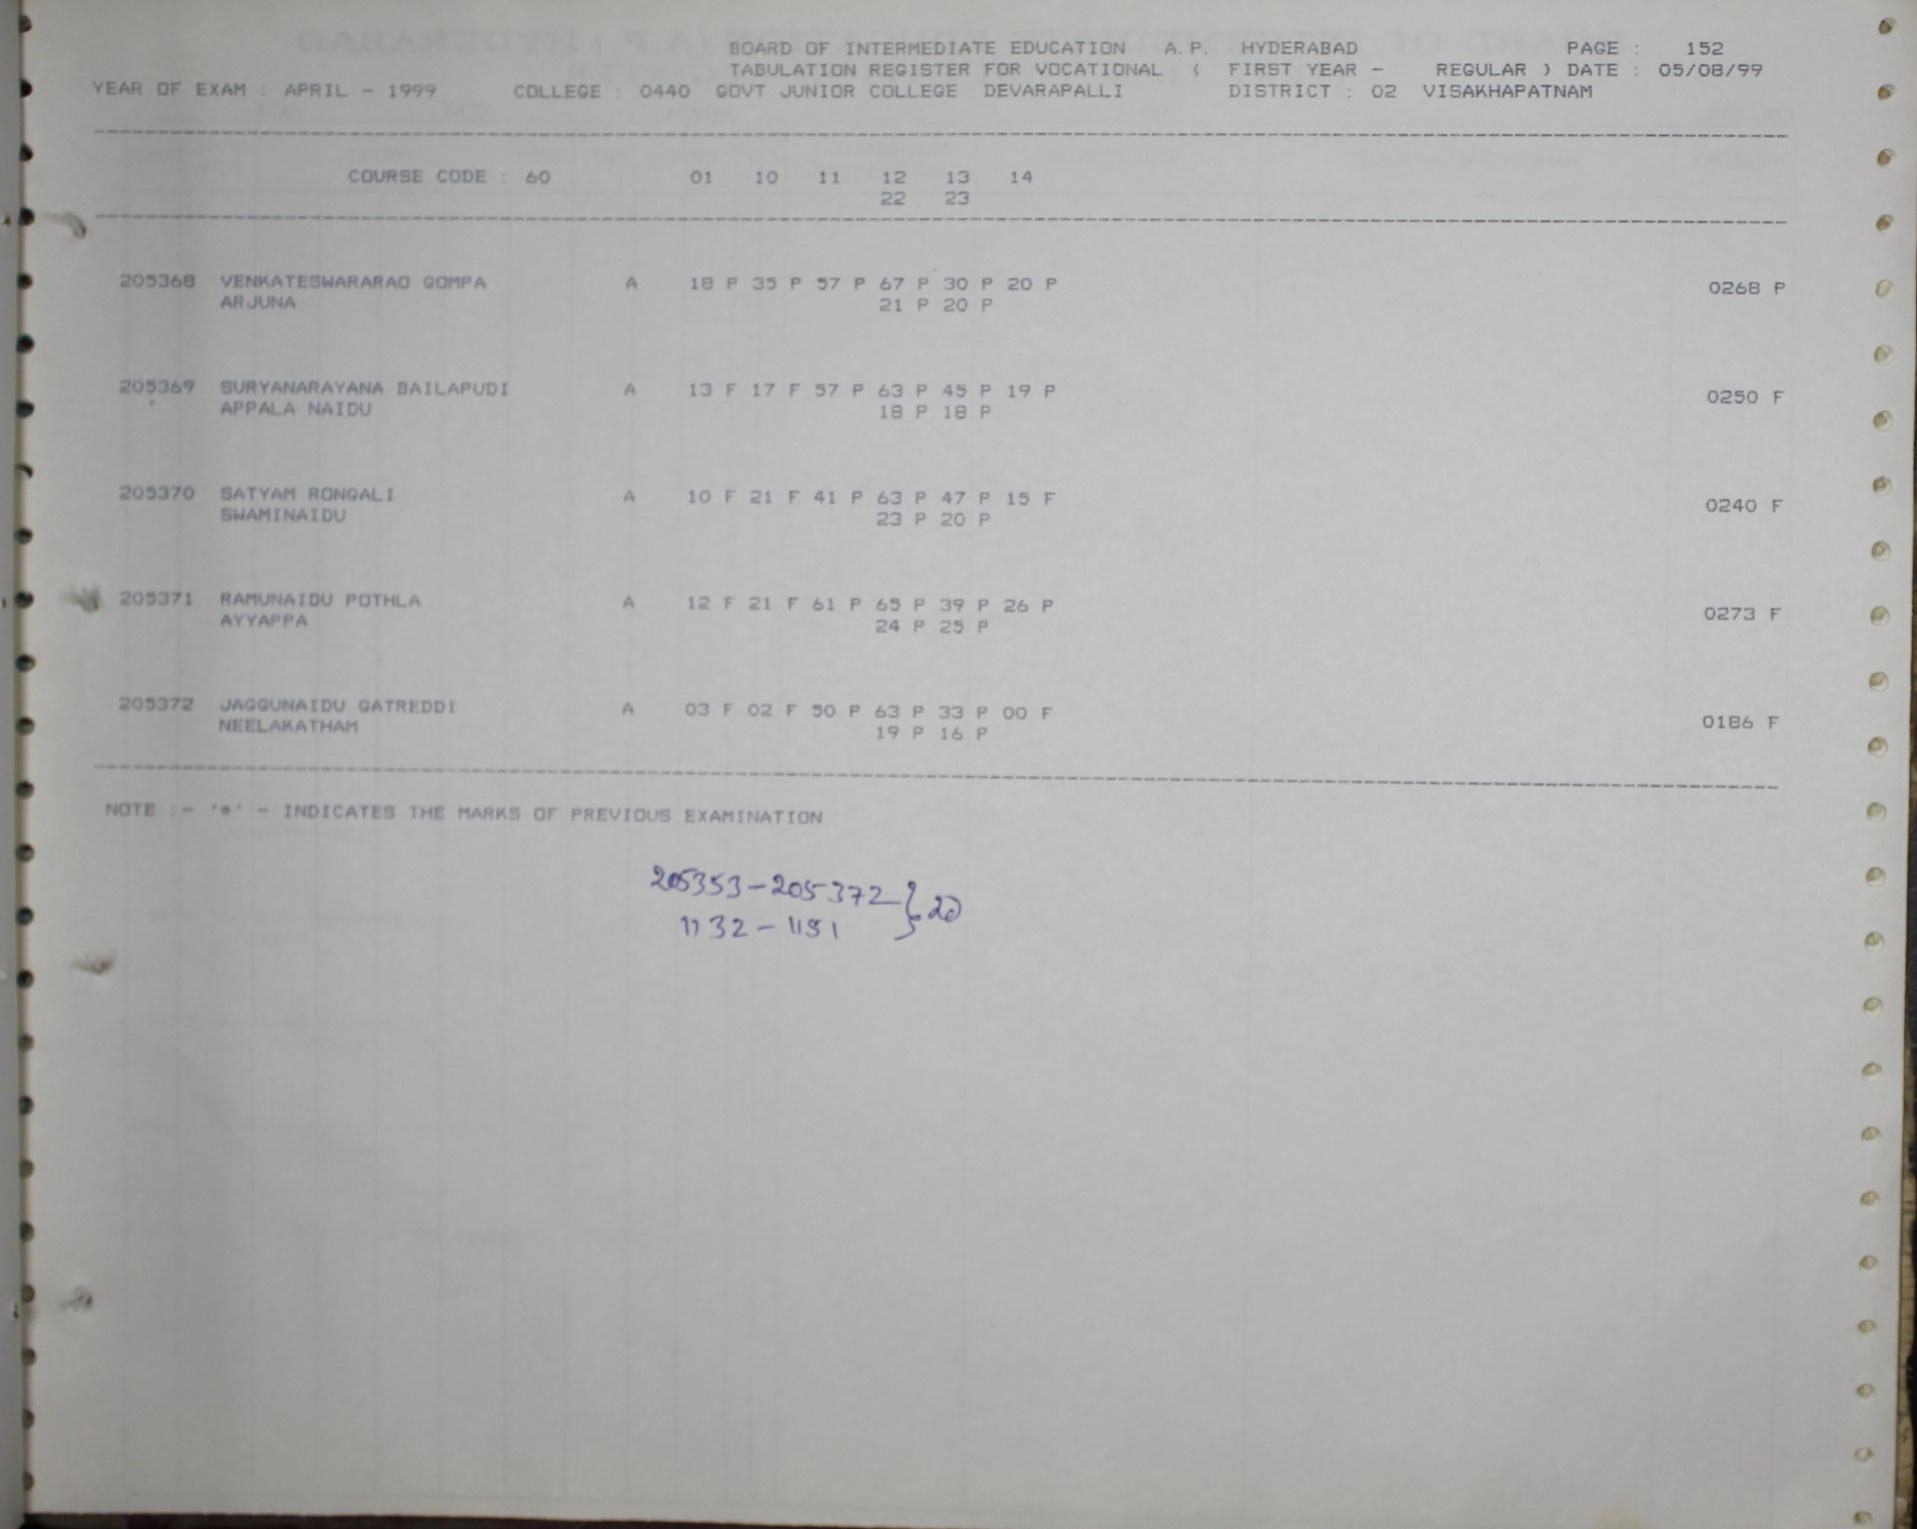 BOARD OF INTERMEDIATE EDUCATION A.P. HYDERABAD PAGE : 152
TABULATION REGISTER FOR VOCATIONAL ( FIRST YEAR - REGULAR ) DATE : 05/08/99
YEAR OF EXAM : APRIL - 1999 COLLEGE : 0440 GOVT JUNIOR COLLEGE DEVARAPALLI DISTRICT : 02 VISAKHAPATNAM
COURSE CODE : 60 01 10 11 12 13 14
22 23
205368 VENKATESWARARAO GOMPA A 18 P 35 P 57 P 67 P 30 P 20 P 0268 P
ARJUNA 21 P 20 P
205369 SURYANARAYANA BAILAPUDI A 13 F 17 F 57 P 63 P 45 P 19 P 0250 F
APPALA NAIDU 18 P 18 P
205370 SATYAM RONGALI A 10 F 21 F 41 P 63 P 47 P 15 F 0240 F
SWAMINAIDU 23 P 20 P
205371 RAMUNAIDU POTHLA A 12 F 21 F 61 P 65 P 39 P 26 P 0273 F
AYYAPPA 24 P 25 P
205372 JAGGUNAIDU GATREDDI A 03 F 02 F 50 P 63 P 33 P 00 F 0186 F
NEELAKATHAM 19 P 16 P
NOTE :- '@' - INDICATES THE MARKS OF PREVIOUS EXAMINATION
205353-205372 } 20
1132 - 1151